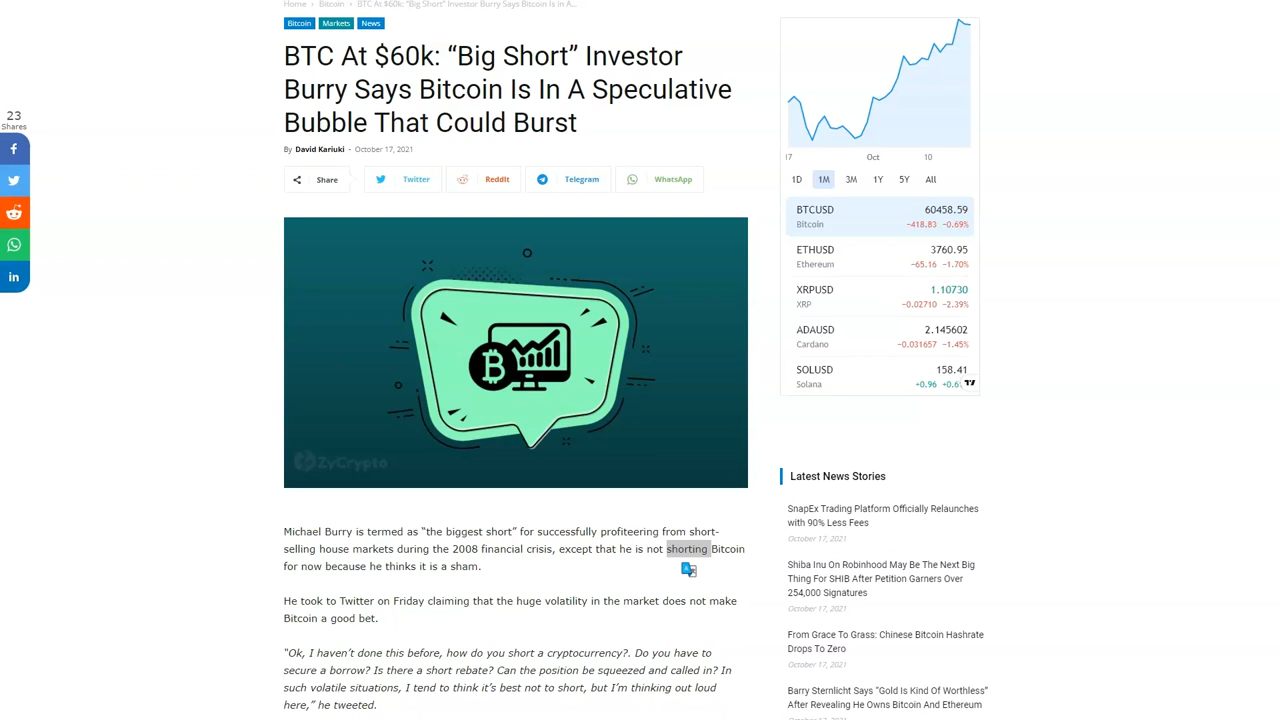 Home › Bitcoin › BTC At $60k: “Big Short” Investor Burry Says Bitcoin Is In A...
Bitcoin Markets News
BTC At $60k: “Big Short” Investor
Burry Says Bitcoin Is In A Speculative
Bubble That Could Burst
By David Kariuki - October 17, 2021
Share Twitter ReddIt Telegram WhatsApp
23
Shares
f
in
ZyCrypto
Michael Burry is termed as “the biggest short” for successfully profiteering from short-
selling house markets during the 2008 financial crisis, except that he is not shorting Bitcoin
for now because he thinks it is a sham.
He took to Twitter on Friday claiming that the huge volatility in the market does not make
Bitcoin a good bet.
“Ok, I haven’t done this before, how do you short a cryptocurrency?. Do you have to
secure a borrow? Is there a short rebate? Can the position be squeezed and called in? In
such volatile situations, I tend to think it’s best not to short, but I’m thinking out loud
here,” he tweeted.
17 Oct 10
1D 1M 3M 1Y 5Y All
BTCUSD 60458.59
Bitcoin −418.83 −0.69%
ETHUSD 3760.95
Ethereum −65.16 −1.70%
XRPUSD 1.10730
XRP −0.02710 −2.39%
ADAUSD 2.145602
Cardano −0.031657 −1.45%
SOLUSD 158.41
Solana +0.96
Latest News Stories
SnapEx Trading Platform Officially Relaunches
with 90% Less Fees
October 17, 2021
Shiba Inu On Robinhood May Be The Next Big
Thing For SHIB After Petition Garners Over
254,000 Signatures
October 17, 2021
From Grace To Grass: Chinese Bitcoin Hashrate
Drops To Zero
October 17, 2021
Barry Sternlicht Says “Gold Is Kind Of Worthless”
After Revealing He Owns Bitcoin And Ethereum